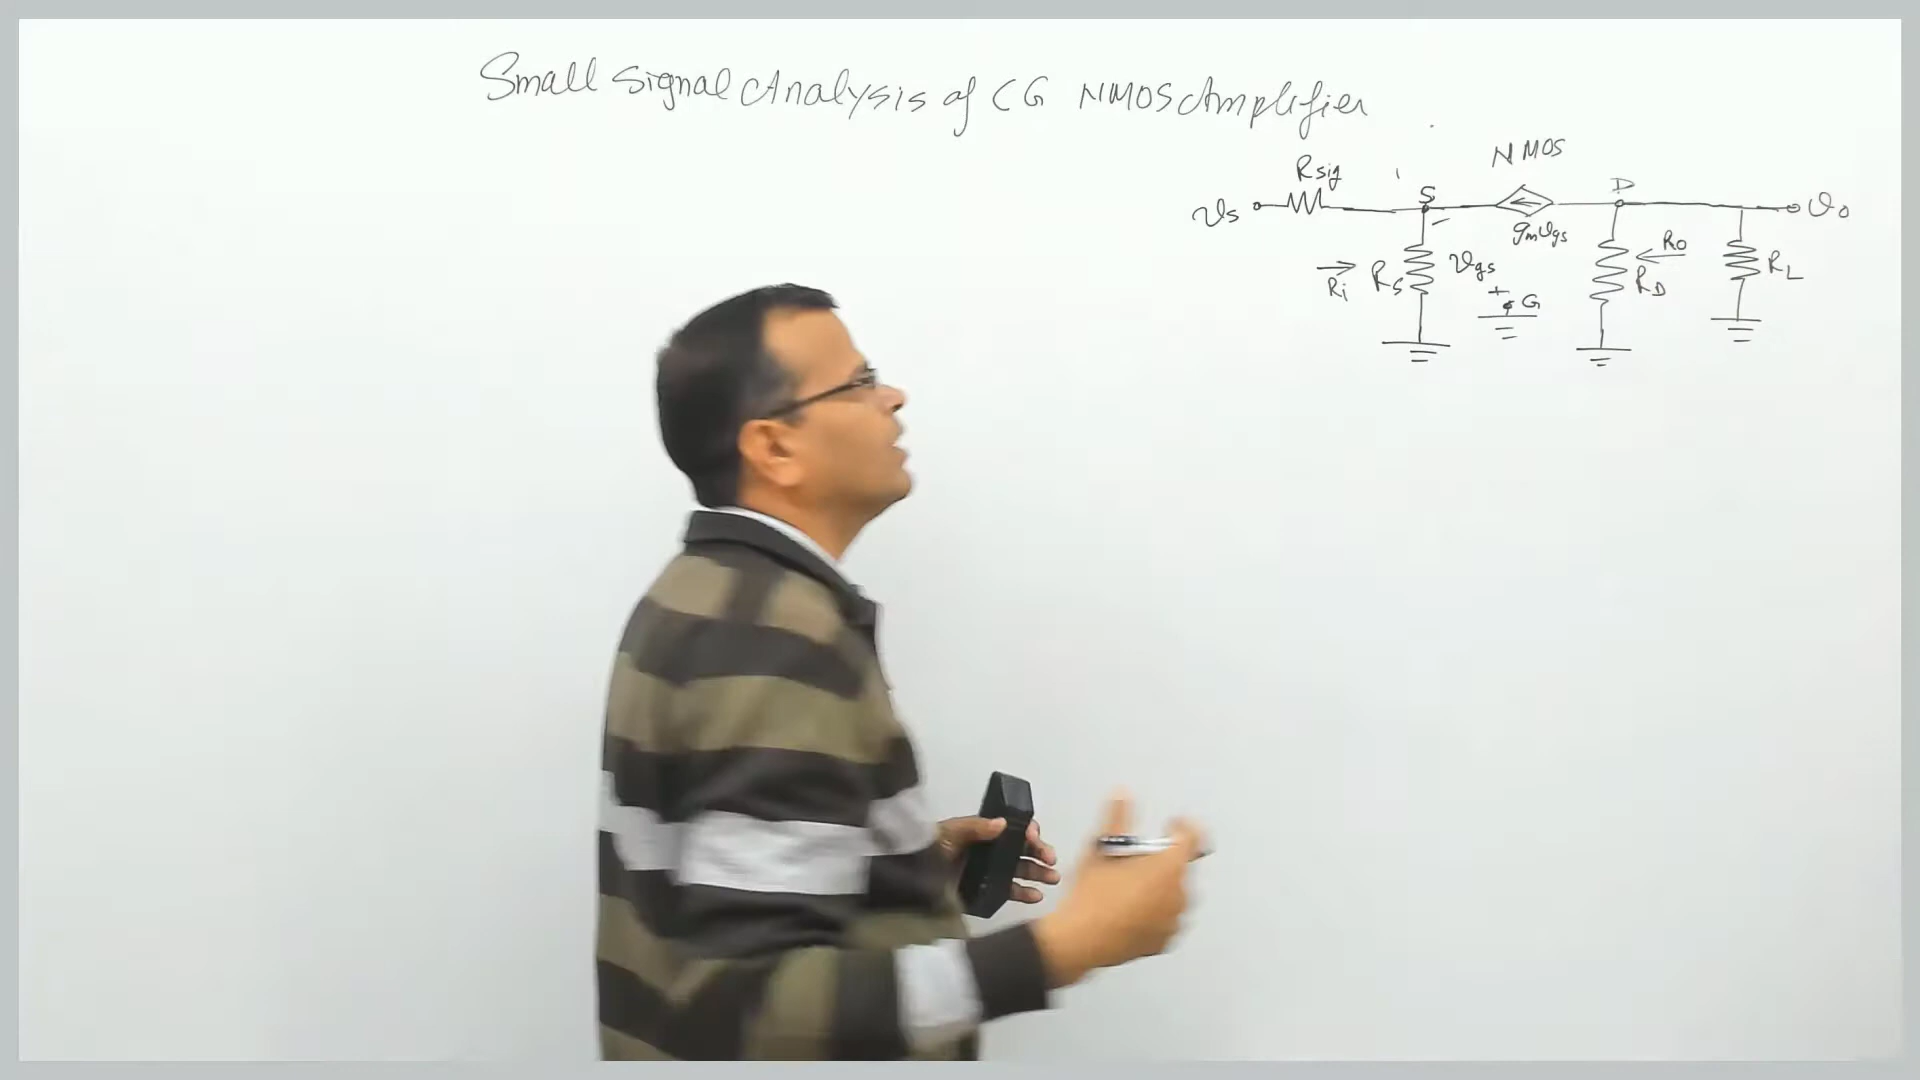 Small Signal Analysis of CG NMOS Amplifier
NMOS
Rsig
S
D
vs
vo
gmvgs
Ro
Ri
RS
vgs
RD
RL
+
G